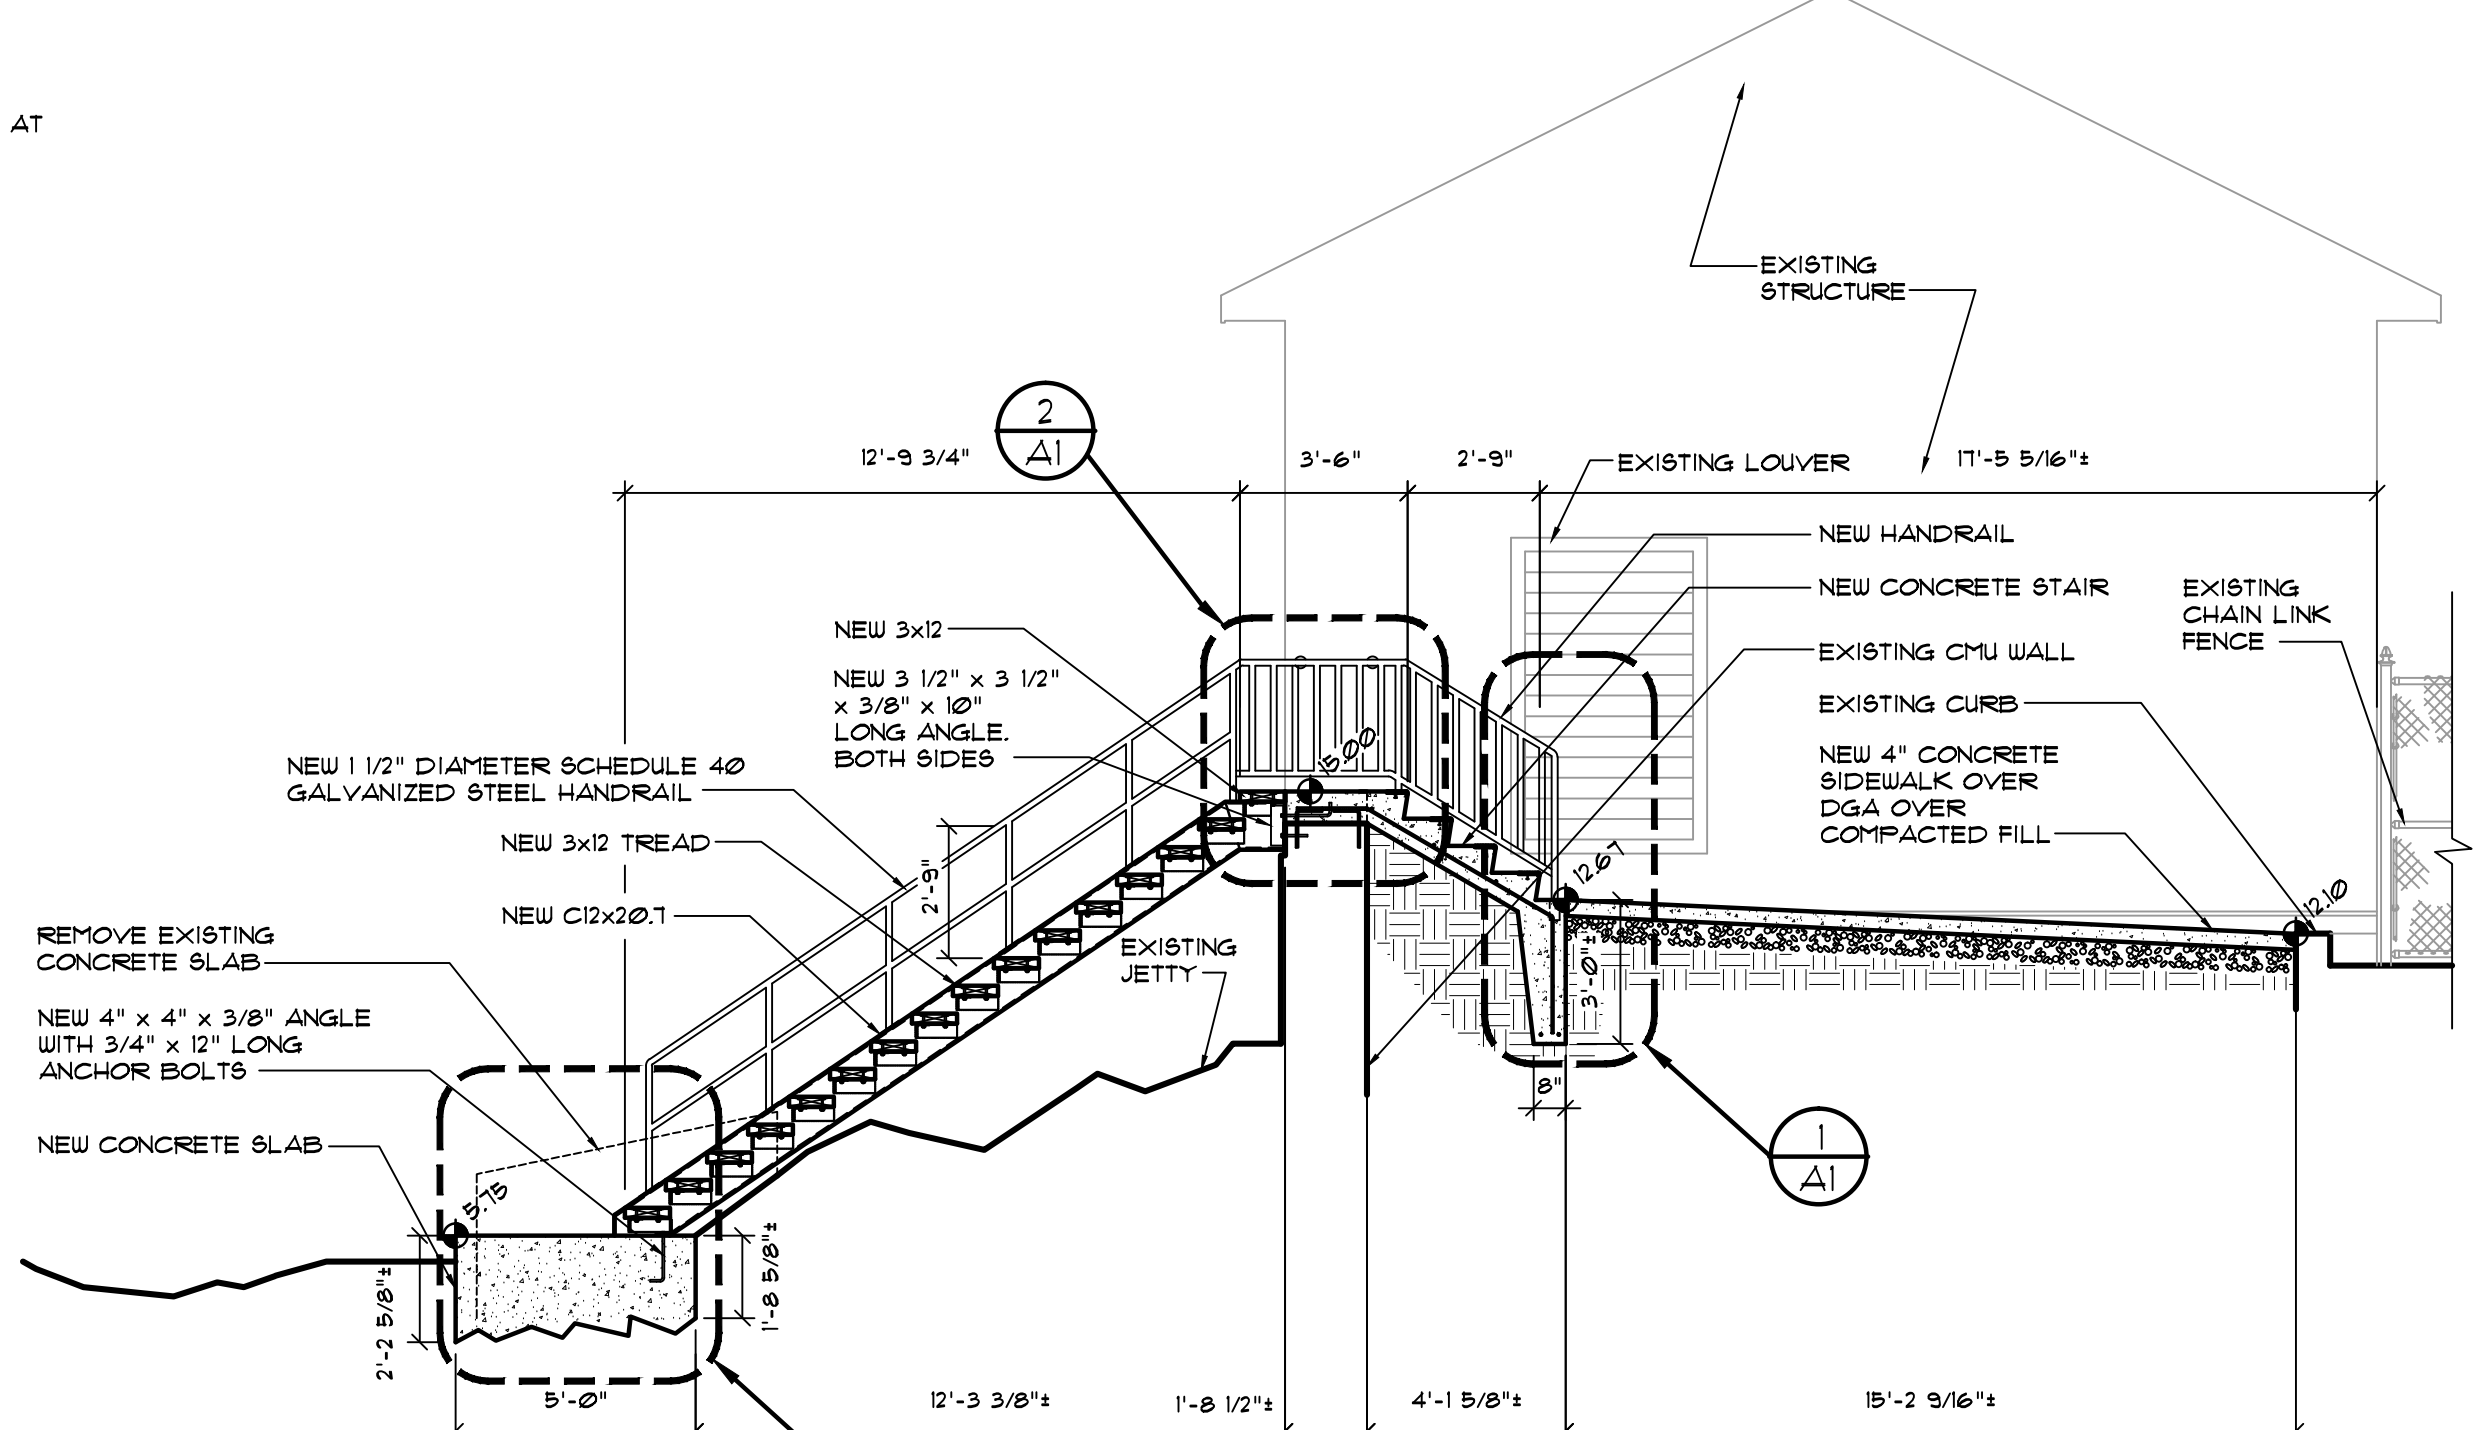 AT
EXISTING
STRUCTURE
2
A1
12'-9 3/4"
3'-6"
2'-9"
EXISTING LOUVER
17'-5 5/16"±
NEW HANDRAIL
NEW CONCRETE STAIR
EXISTING
CHAIN LINK
FENCE
NEW 3x12
EXISTING CMU WALL
NEW 3 1/2" x 3 1/2"
x 3/8" x 10"
LONG ANGLE.
BOTH SIDES
EXISTING CURB
15.00
NEW 4" CONCRETE
SIDEWALK OVER
DGA OVER
COMPACTED FILL
NEW 1 1/2" DIAMETER SCHEDULE 40
GALVANIZED STEEL HANDRAIL
NEW 3x12 TREAD
2'-9"
12.67
12.10
NEW C12x20.7
REMOVE EXISTING
CONCRETE SLAB
EXISTING
JETTY
3'-0"±
NEW 4" x 4" x 3/8" ANGLE
WITH 3/4" x 12" LONG
ANCHOR BOLTS
8"
NEW CONCRETE SLAB
1
A1
5.75
2'-2 5/8"±
1'-8 5/8"±
5'-0"
12'-3 3/8"±
1'-8 1/2"±
4'-1 5/8"±
15'-2 9/16"±